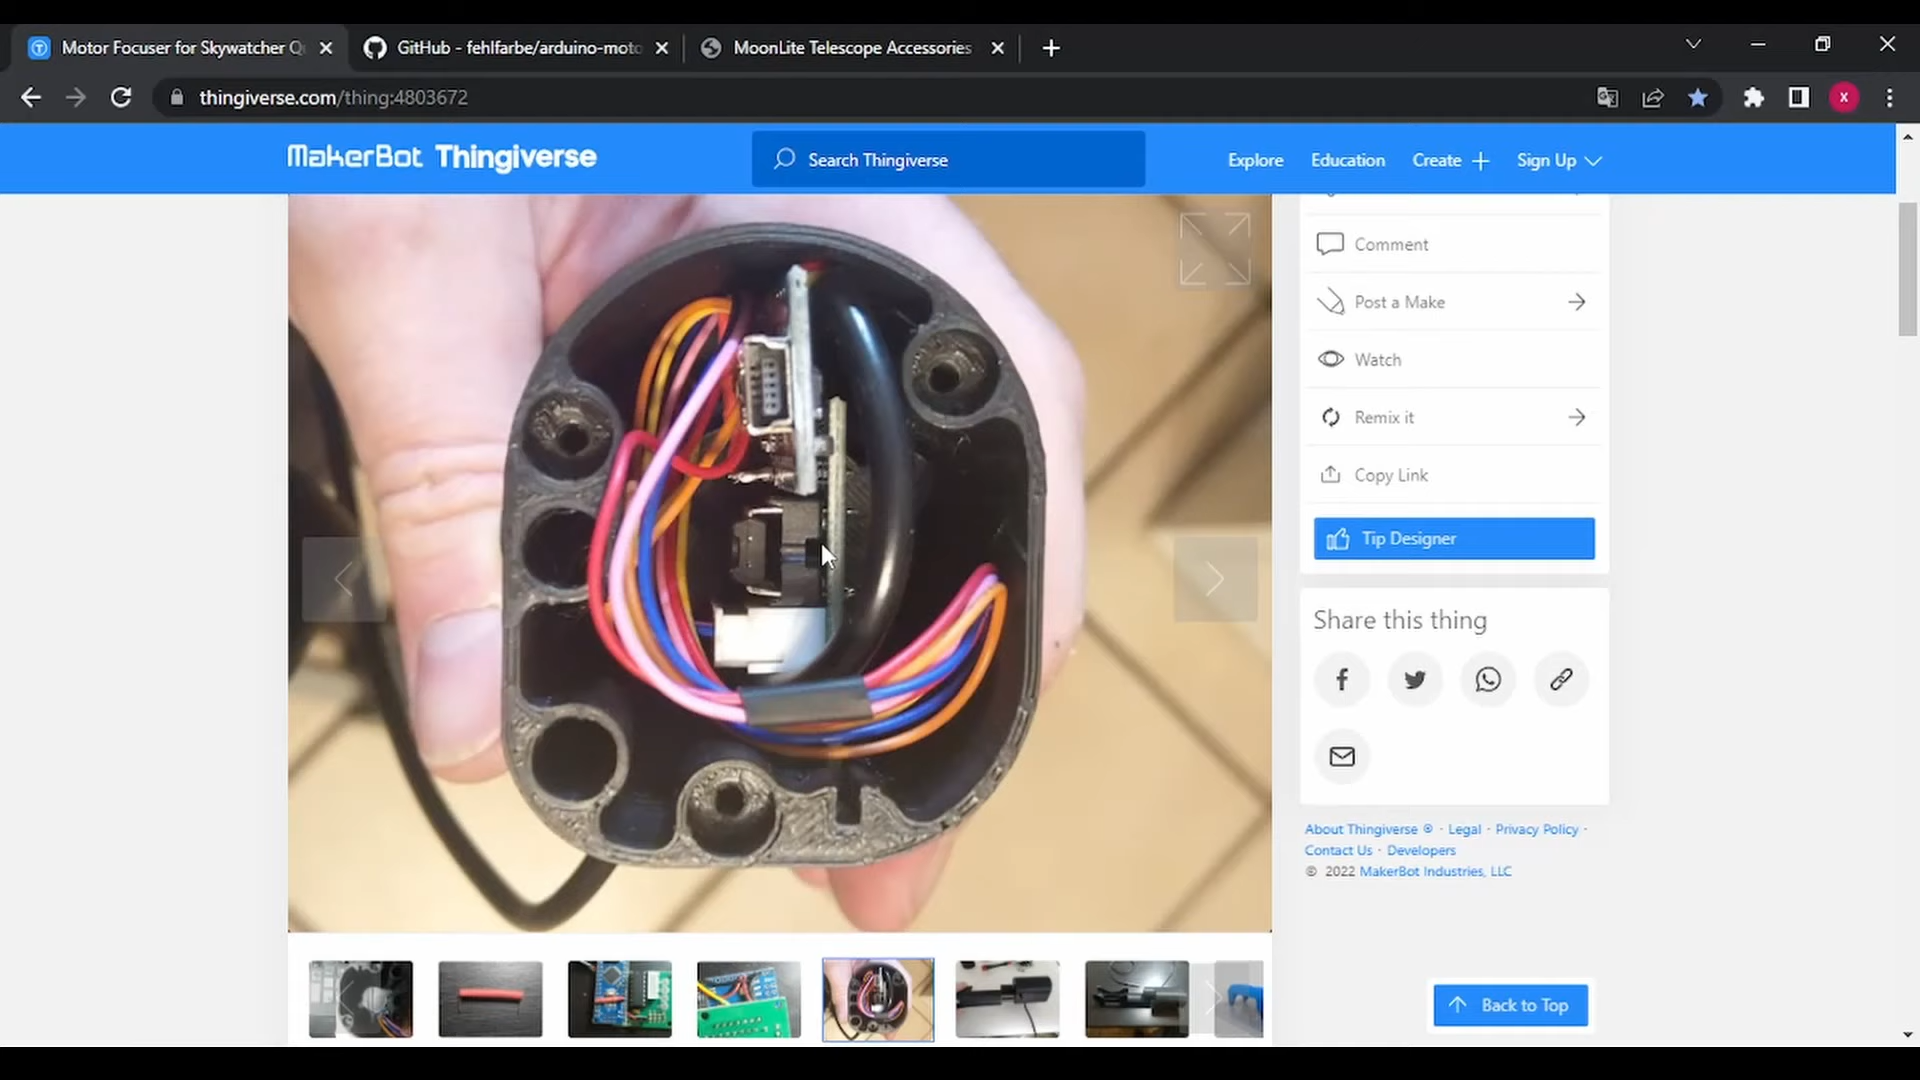 Motor Focuser for Skywatcher Qu
GitHub - fehlfarbe/arduino-moto
MoonLite Telescope Accessories
thingiverse.com/thing:4803672
X
MakerBot Thingiverse
Search Thingiverse
Explore
Education
Create
Sign Up
Comment
Post a Make
Watch
Remix it
Copy Link
Tip Designer
Share this thing
About Thingiverse ® · Legal · Privacy Policy ·
Contact Us · Developers
© 2022 MakerBot Industries, LLC
Back to Top